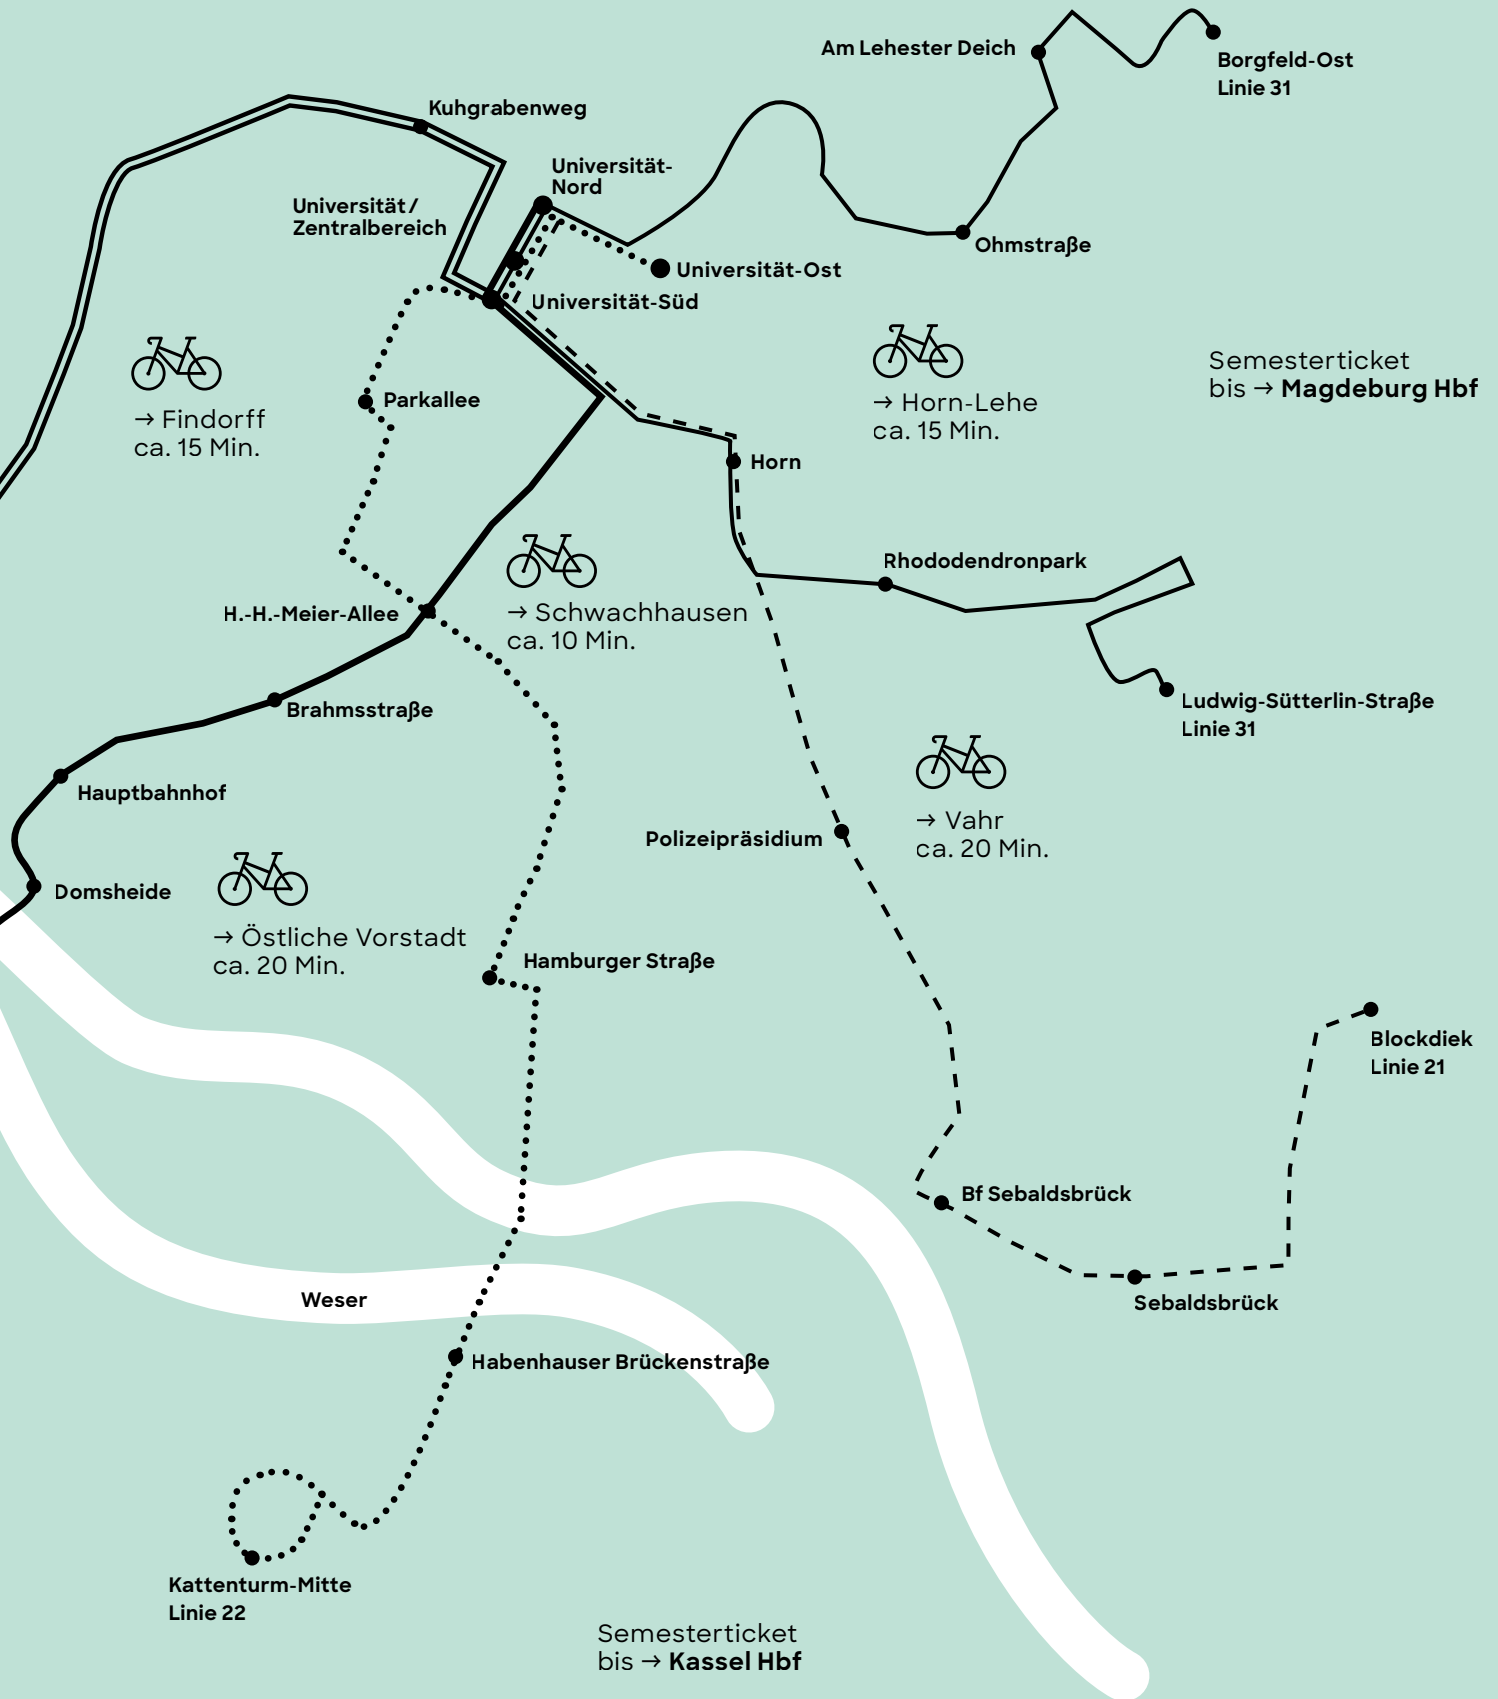 Am Lehester Deich
Borgfeld-Ost
Linie 31
Kuhgrabenweg
Universität-
Nord
Universität/
Zentralbereich
Ohmstraße
Universität-Ost
Universität-Süd
Semesterticket
bis → Magdeburg Hbf
→ Findorff
ca. 15 Min.
Parkallee
→ Horn-Lehe
ca. 15 Min.
Horn
Rhododendronpark
H.-H.-Meier-Allee
→ Schwachhausen
ca. 10 Min.
Brahmsstraße
Ludwig-Sütterlin-Straße
Linie 31
Hauptbahnhof
Polizeipräsidium
→ Vahr
ca. 20 Min.
Domsheide
→ Östliche Vorstadt
ca. 20 Min.
Hamburger Straße
Blockdiek
Linie 21
Bf Sebaldsbrück
Weser
Sebaldsbrück
Habenhauser Brückenstraße
Kattenturm-Mitte
Linie 22
Semesterticket
bis → Kassel Hbf